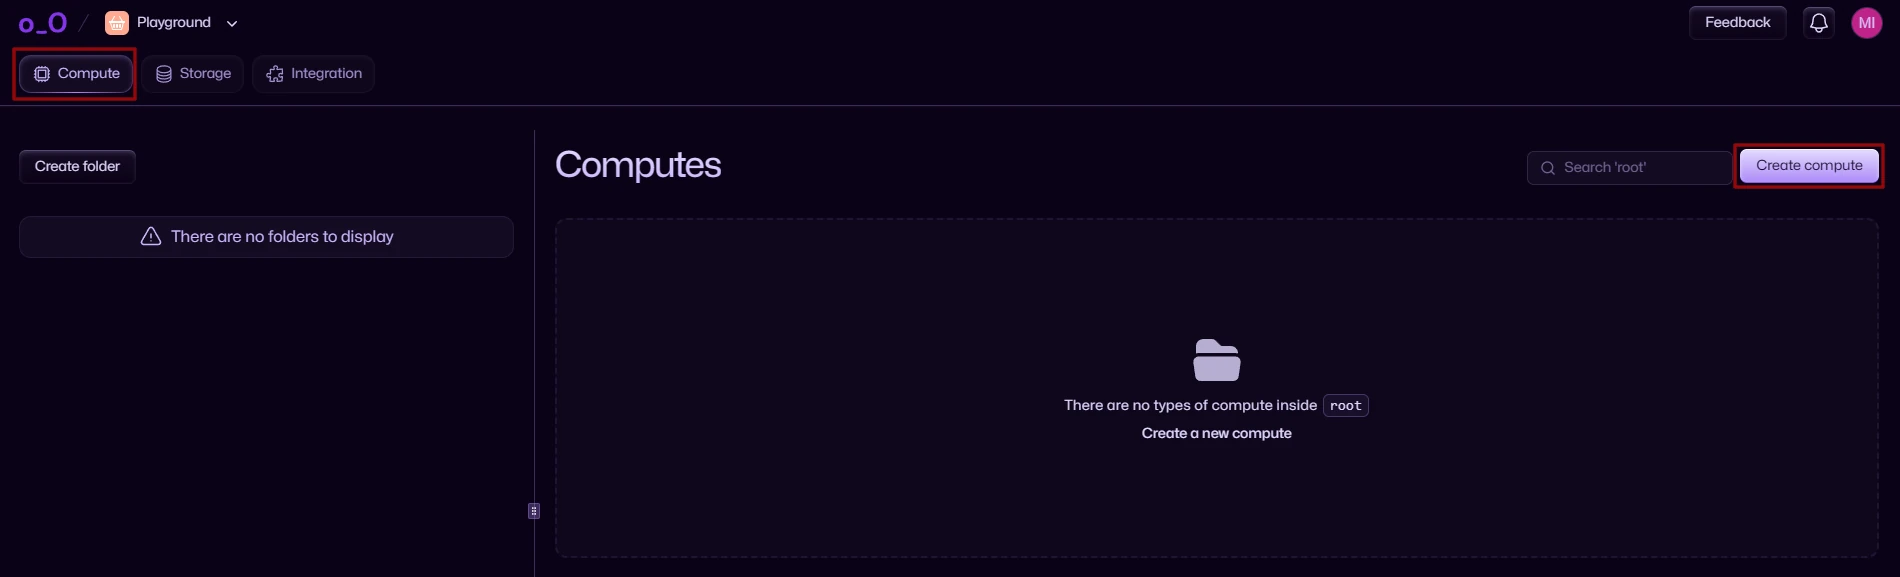 o_O / Playground
Feedback
MI
Compute
Storage
Integration
Create folder
There are no folders to display
Computes
Search 'root'
Create compute
There are no types of compute inside root
Create a new compute